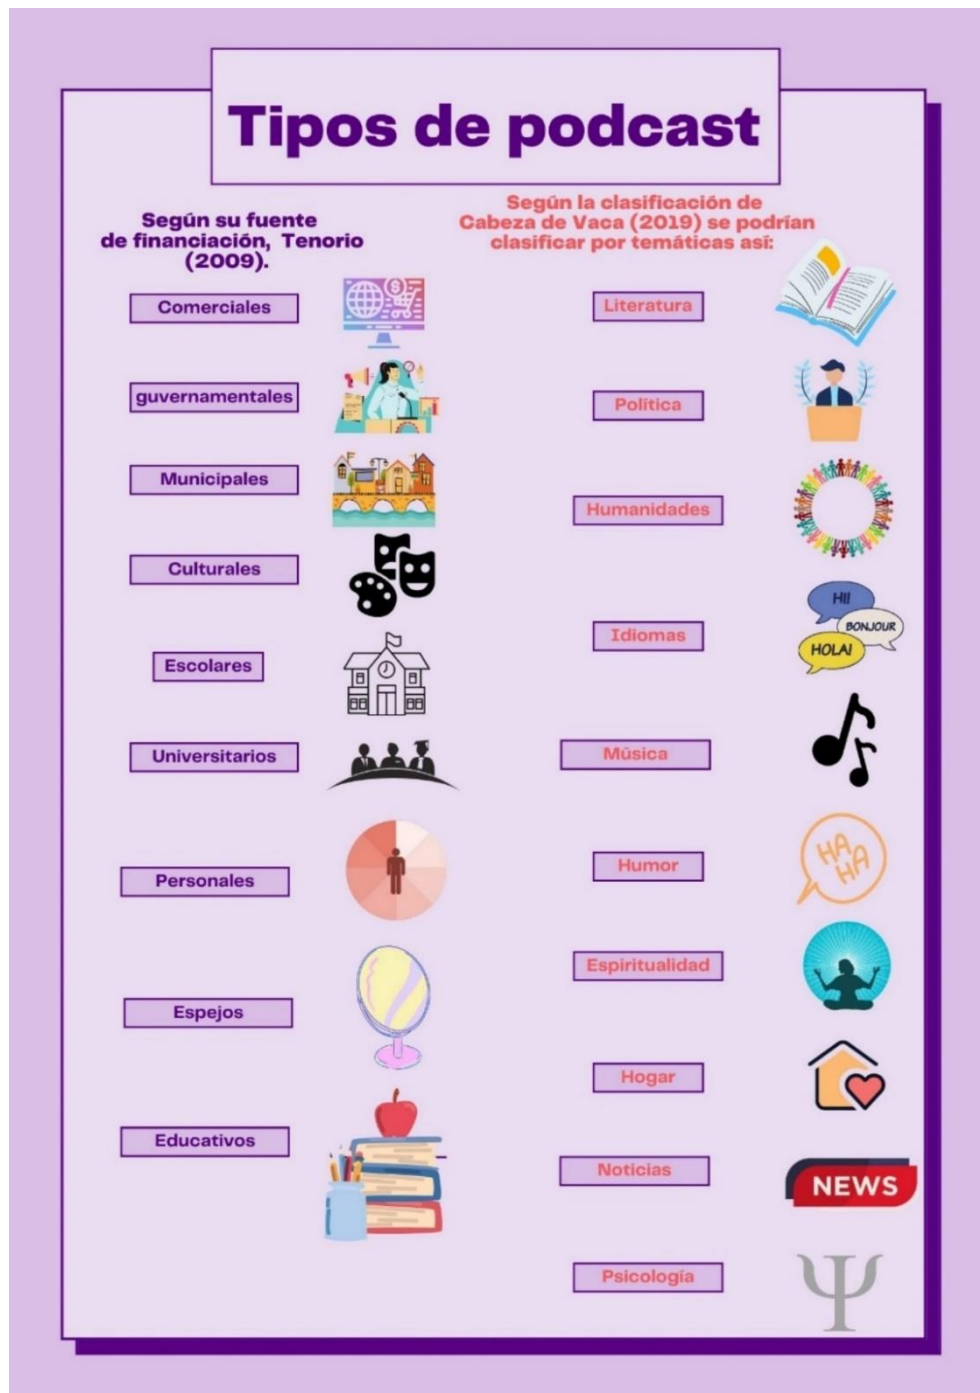 Tipos de podcast
Según su fuente
de financiación, Tenorio
(2009).
Comerciales
guvernamentales
Municipales
Culturales
Escolares
Universitarios
Personales
Espejos
Educativos
Según la clasificación de
Cabeza de Vaca (2019) se podrían
clasificar por temáticas así:
Literatura
Política
Humanidades
Idiomas
HI!
BONJOUR
HOLA!
Música
Humor
HA
HA
Espiritualidad
Hogar
Noticias
NEWS
Psicología